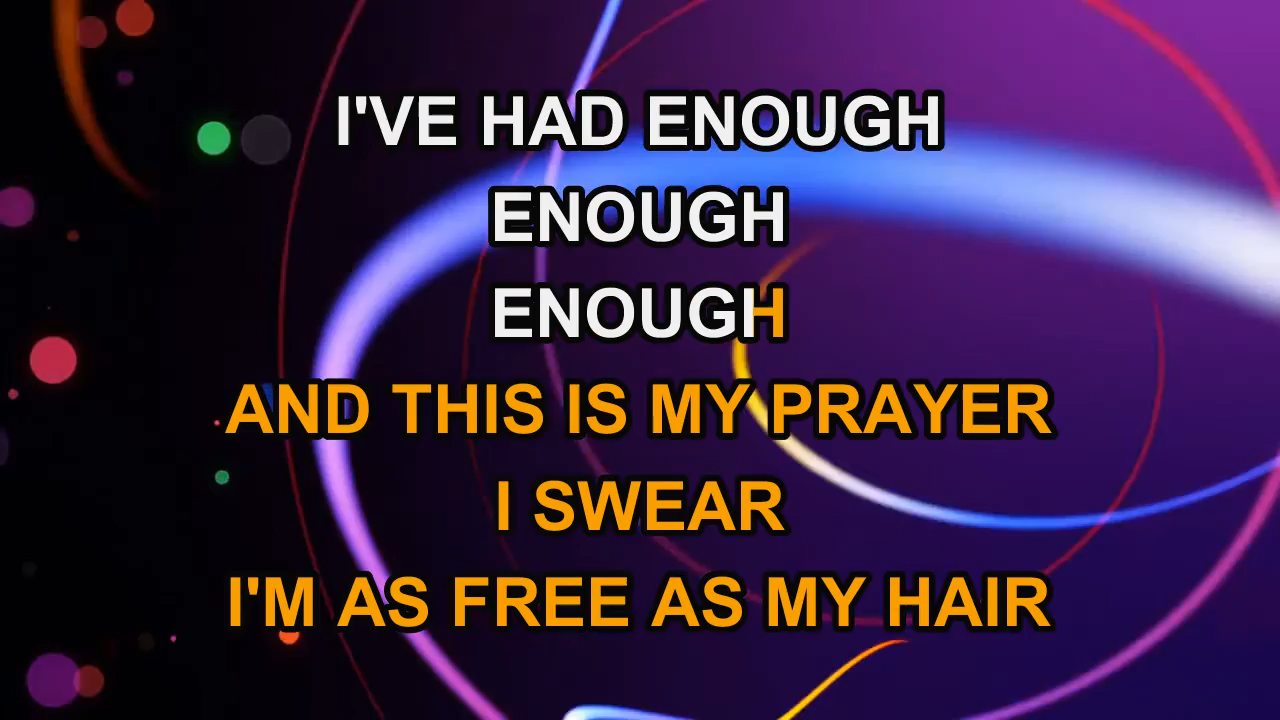 I'VE HAD ENOUGH
ENOUGH
ENOUGH
AND THIS IS MY PRAYER
I SWEAR
I'M AS FREE AS MY HAIR